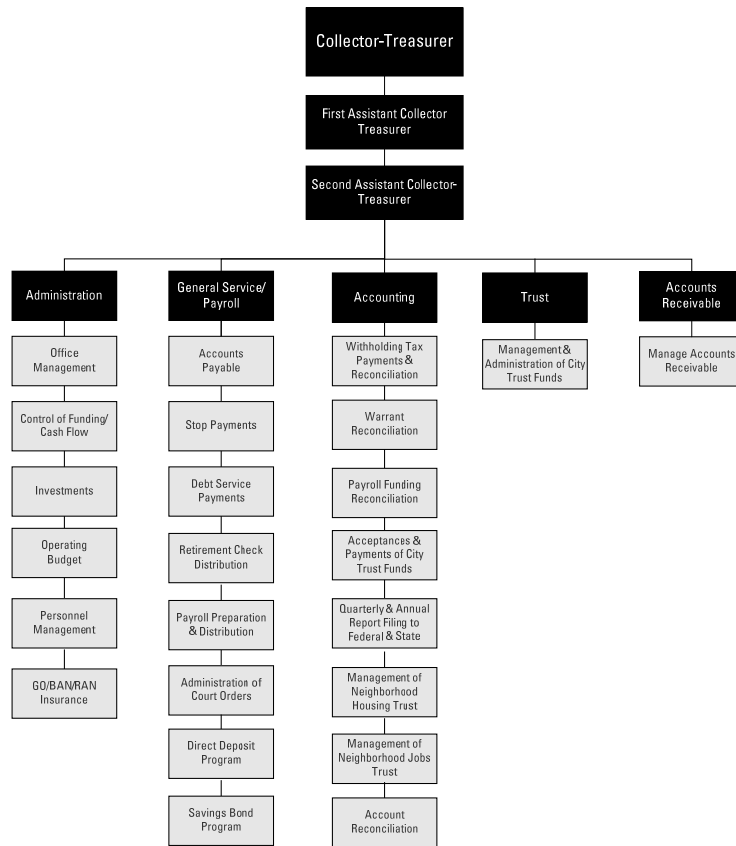 Collector-Treasurer
First Assistant Collector
Treasurer
Second Assistant Collector-
Treasurer
Administration
Office
Management
Control of Funding/
Cash Flow
Investments
Operating
Budget
Personnel
Management
GO/BAN/RAN
Insurance
General Service/
Payroll
Accounts
Payable
Stop Payments
Debt Service
Payments
Retirement Check
Distribution
Payroll Preparation
& Distribution
Administration of
Court Orders
Direct Deposit
Program
Savings Bond
Program
Accounting
Withholding Tax
Payments &
Reconciliation
Warrant
Reconciliation
Payroll Funding
Reconciliation
Acceptances &
Payments of City
Trust Funds
Quarterly & Annual
Report Filing to
Federal & State
Management of
Neighborhood
Housing Trust
Management of
Neighborhood Jobs
Trust
Account
Reconciliation
Trust
Management &
Administration of City
Trust Funds
Accounts
Receivable
Manage Accounts
Receivable